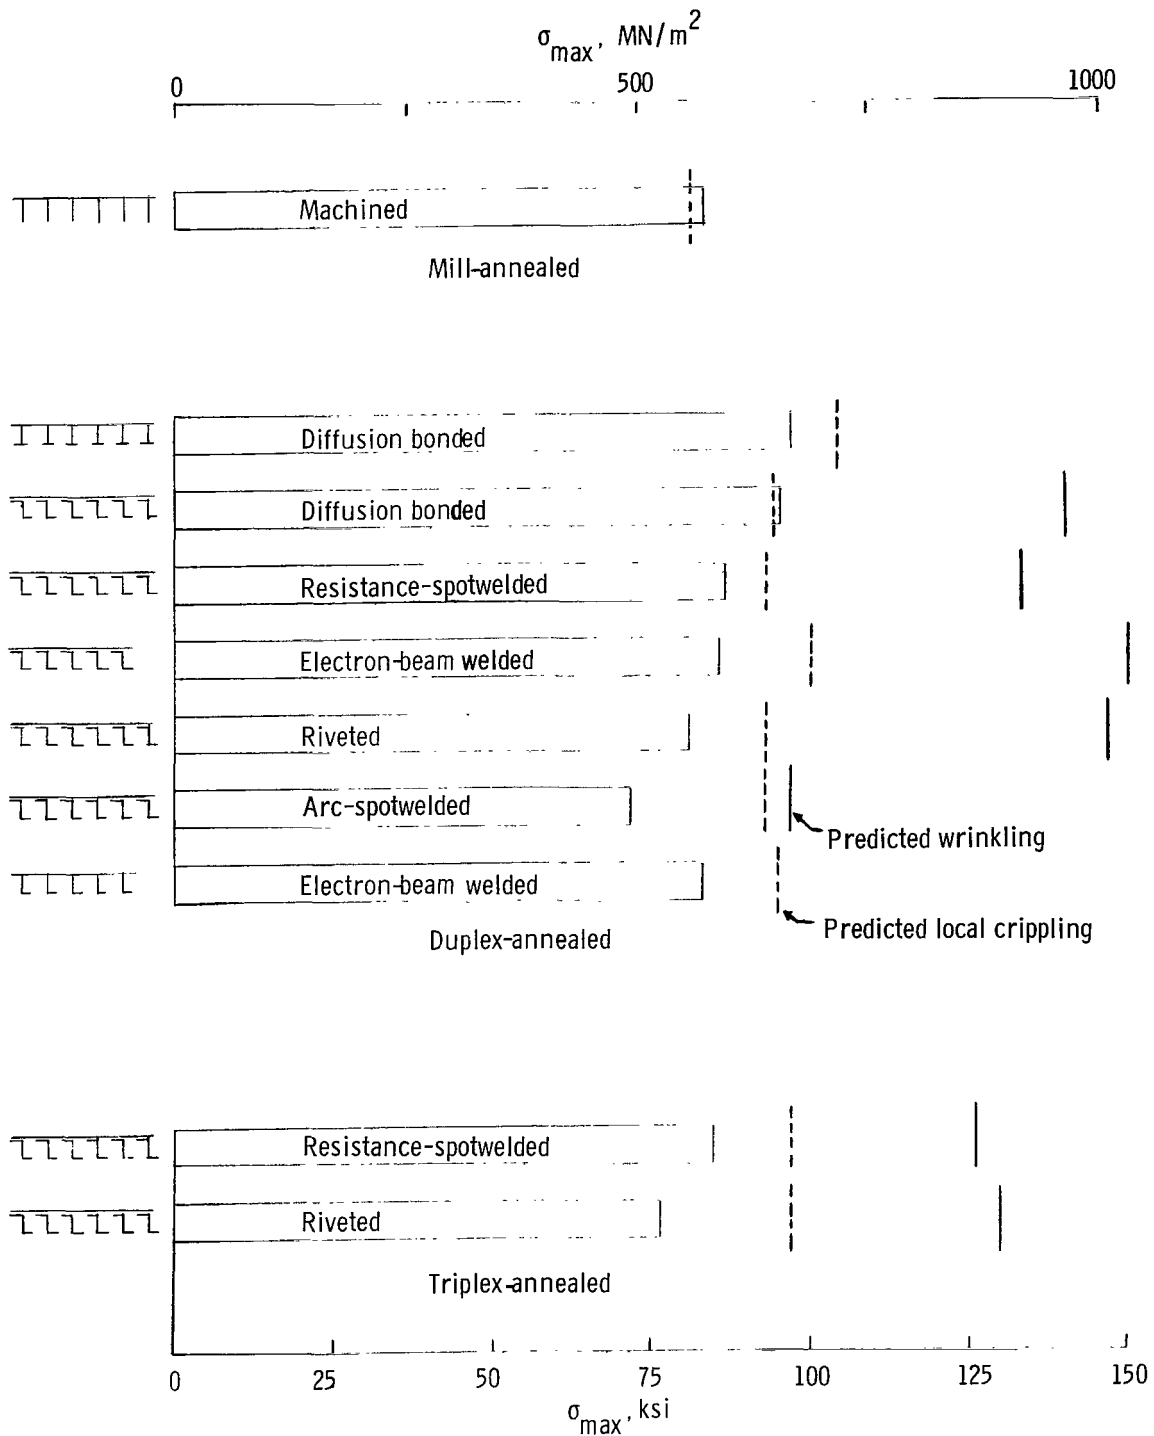 σmax, MN/m²
0 500 1000
Machined
Mill-annealed
Diffusion bonded
Diffusion bonded
Resistance-spotwelded
Electron-beam welded
Riveted
Arc-spotwelded
Predicted wrinkling
Electron-beam welded
Predicted local crippling
Duplex-annealed
Resistance-spotwelded
Riveted
Triplex-annealed
0 25 50 75 100 125 150
σmax, ksi